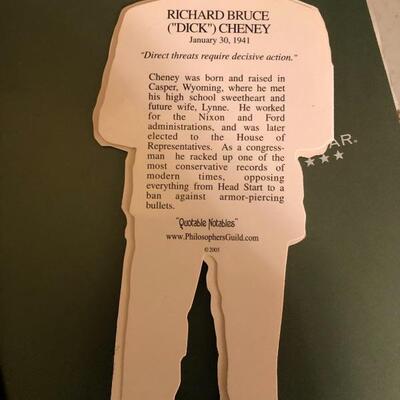 RICHARD BRUCE
("DICK") CHENEY
January 30, 1941
"Direct threats require decisive action."
Cheney was born and raised in
Casper, Wyoming, where he met
his high school sweetheart and
future wife, Lynne. He worked
for the Nixon and Ford
administrations, and was later
elected to the House of
Representatives. As a congress-
man he racked up one of the
most conservative records of
modern times, opposing
everything from Head Start to a
ban against armor-piercing
bullets.
"Quotable Notables"
www.PhilosophersGuild.com